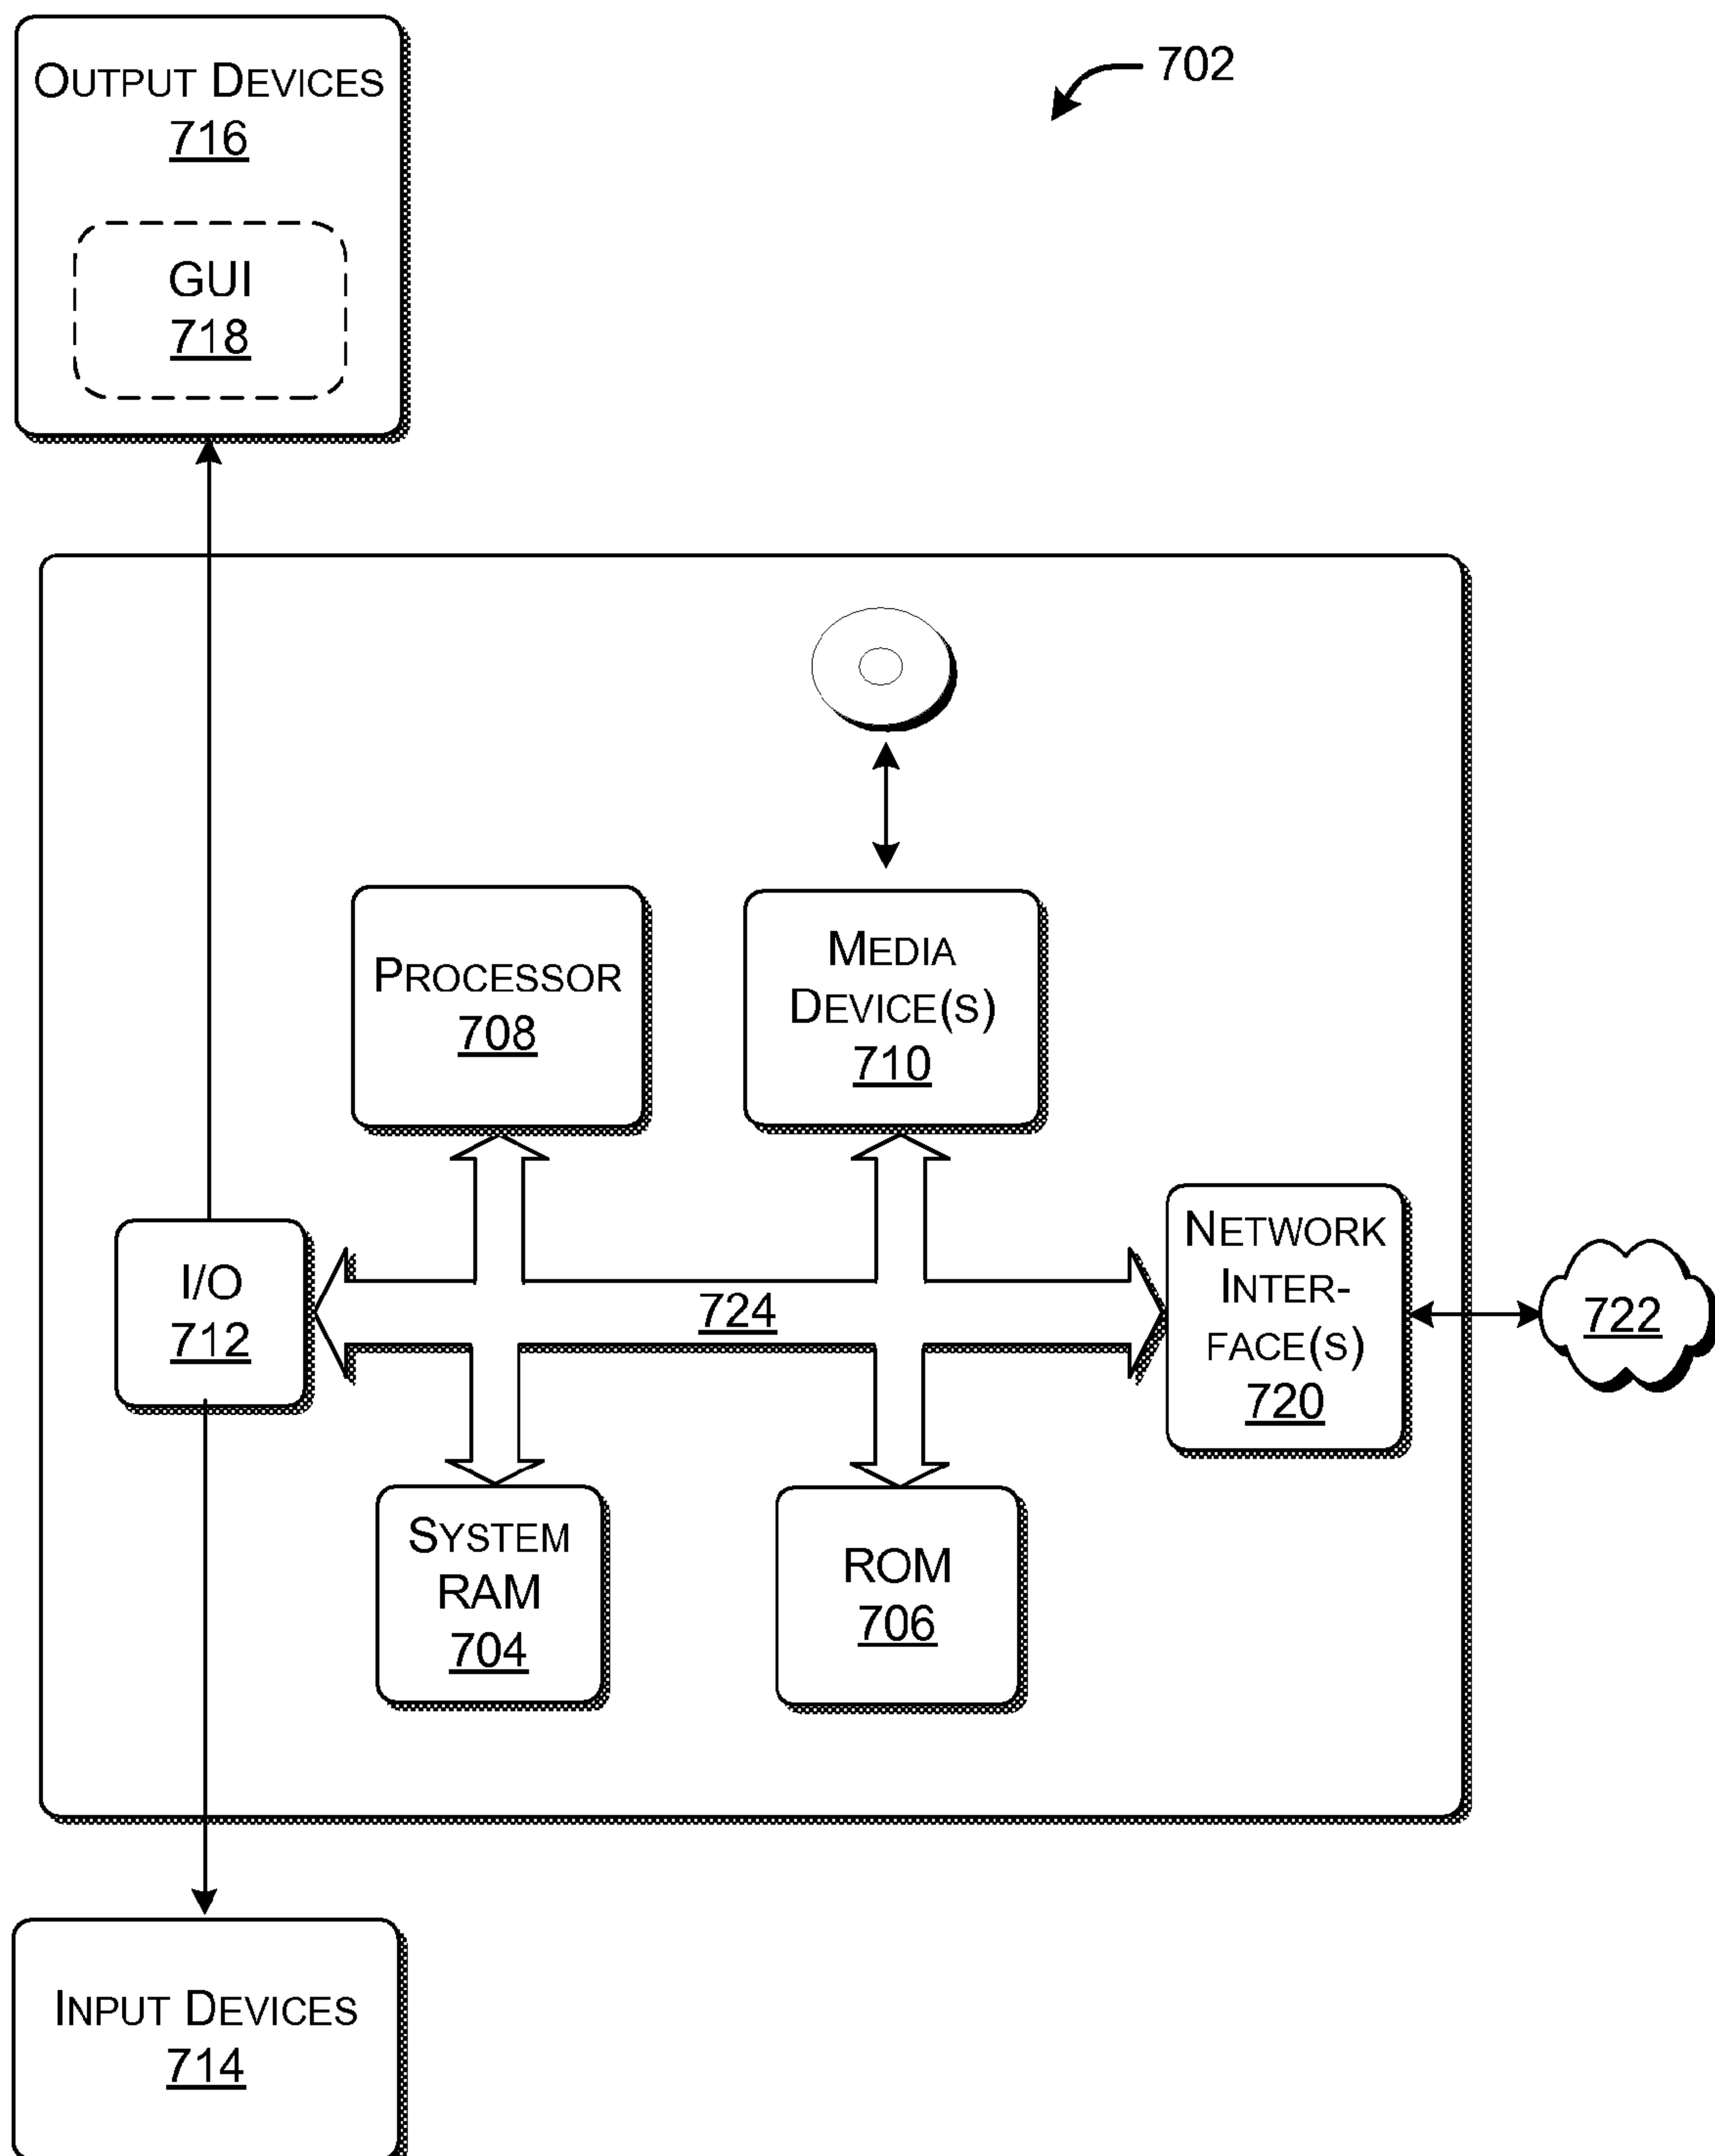 OUTPUT DEVICES
716
GUI
718
702
PROCESSOR
708
MEDIA
DEVICE(S)
710
I/O
712
724
NETWORK
INTER-
FACE(S)
720
722
SYSTEM
RAM
704
ROM
706
INPUT DEVICES
714